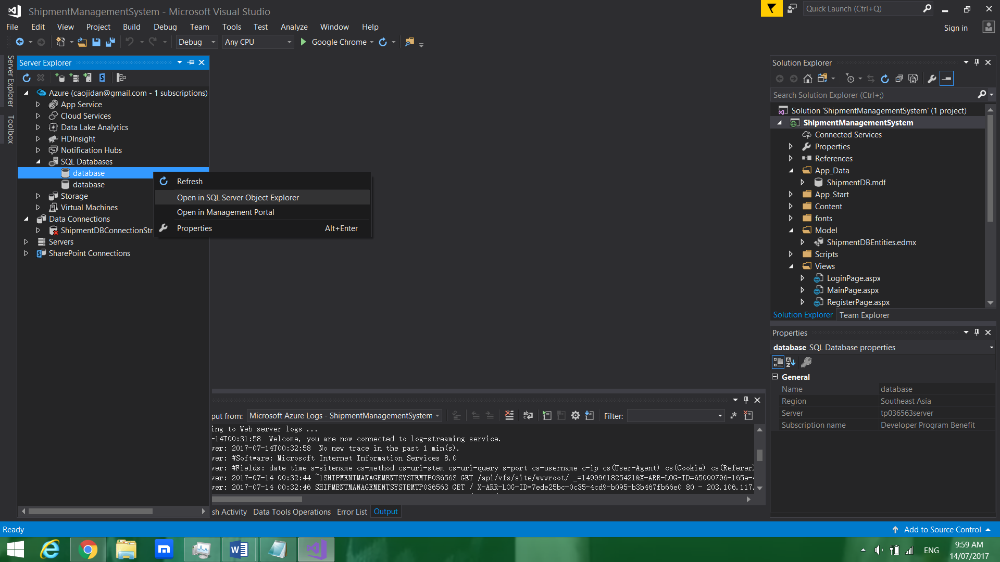 ShipmentManagementSystem - Microsoft Visual Studio
Quick Launch (Ctrl+Q)
File Edit View Project Build Debug Team Tools Test Analyze Window Help
Sign in
Debug Any CPU Google Chrome
Server Explorer
Toolbox
Server Explorer
Azure (caojidan@gmail.com - 1 subscriptions)
App Service
Cloud Services
Data Lake Analytics
HDInsight
Notification Hubs
SQL Databases
database
database
Storage
Virtual Machines
Data Connections
ShipmentDBConnectionStr
Servers
SharePoint Connections
Refresh
Open in SQL Server Object Explorer
Open in Management Portal
Properties Alt+Enter
Solution Explorer
Search Solution Explorer (Ctrl+;)
Solution 'ShipmentManagementSystem' (1 project)
ShipmentManagementSystem
Connected Services
Properties
References
App_Data
ShipmentDB.mdf
App_Start
Content
fonts
Model
ShipmentDBEntities.edmx
Scripts
Views
LoginPage.aspx
MainPage.aspx
RegisterPage.aspx
Solution Explorer Team Explorer
Properties
database SQL Database properties
General
Name database
Region Southeast Asia
Server tp036563server
Subscription name Developer Program Benefit
put from: Microsoft Azure Logs - ShipmentManagementSystem Filter:
ing to Web server logs ...
-14T00:31:58 Welcome, you are now connected to log-streaming service.
ver: 2017-07-14T00:32:58 No new trace in the past 1 min(s).
ver: #Software: Microsoft Internet Information Services 8.0
ver: #Fields: date time s-sitename cs-method cs-uri-stem cs-uri-query s-port cs-username c-ip cs(User-Agent) cs(Cookie) cs(Referer)
ver: 2017-07-14 00:32:44 ~1SHIPMENTMANAGEMENTSYSTEMTP036563 GET /api/vfs/site/wwwroot/ _=1499961825421&X-ARR-LOG-ID=65000796-165e-
ver: 2017-07-14 00:32:46 SHIPMENTMANAGEMENTSYSTEMTP036563 GET / X-ARR-LOG-ID=7ede25bc-0c35-4cd9-b095-b3b467fb66e0 80 - 203.106.117.
sh Activity Data Tools Operations Error List Output
Ready
Add to Source Control
ENG
9:59 AM
14/07/2017